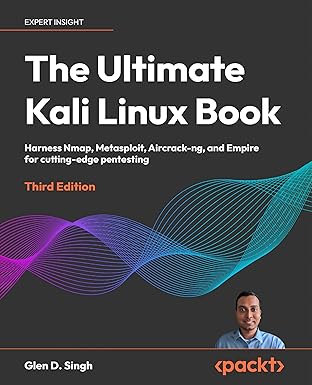 EXPERT INSIGHT
The Ultimate
Kali Linux Book
Harness Nmap, Metasploit, Aircrack-ng, and Empire
for cutting-edge pentesting
Third Edition
Glen D. Singh
<packt>